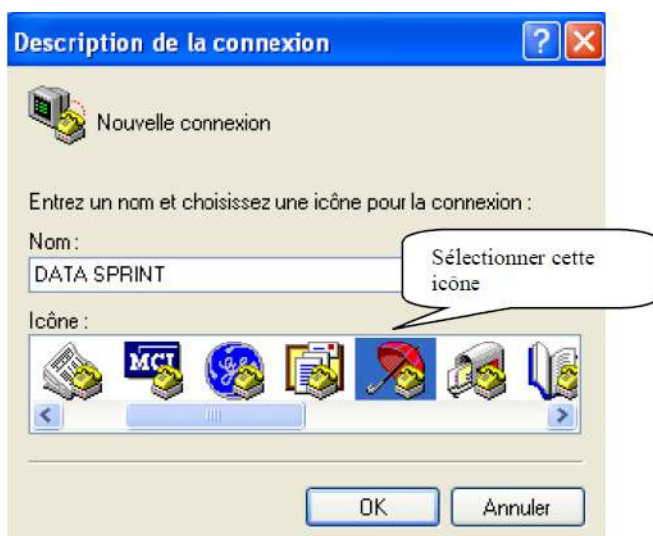 Description de la connexion
Nouvelle connexion
Entrez un nom et choisissez une icône pour la connexion :
Nom :
DATA SPRINT
Sélectionner cette
icône
Icône :
MCI
OK
Annuler